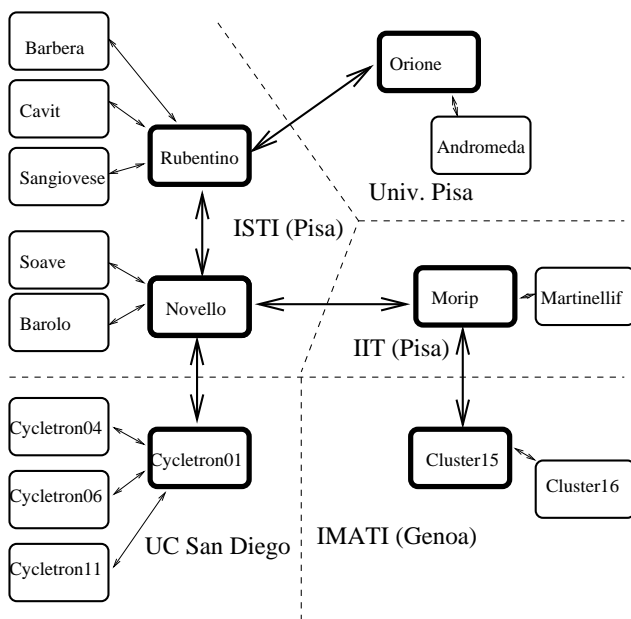 Barbera
Orione
Cavit
Andromeda
Rubentino
Sangiovese
Univ. Pisa
ISTI (Pisa)
Soave
Novello
Morip
Martinellif
Barolo
IIT (Pisa)
Cycletron04
Cycletron01
Cluster15
Cluster16
Cycletron06
UC San Diego
IMATI (Genoa)
Cycletron11